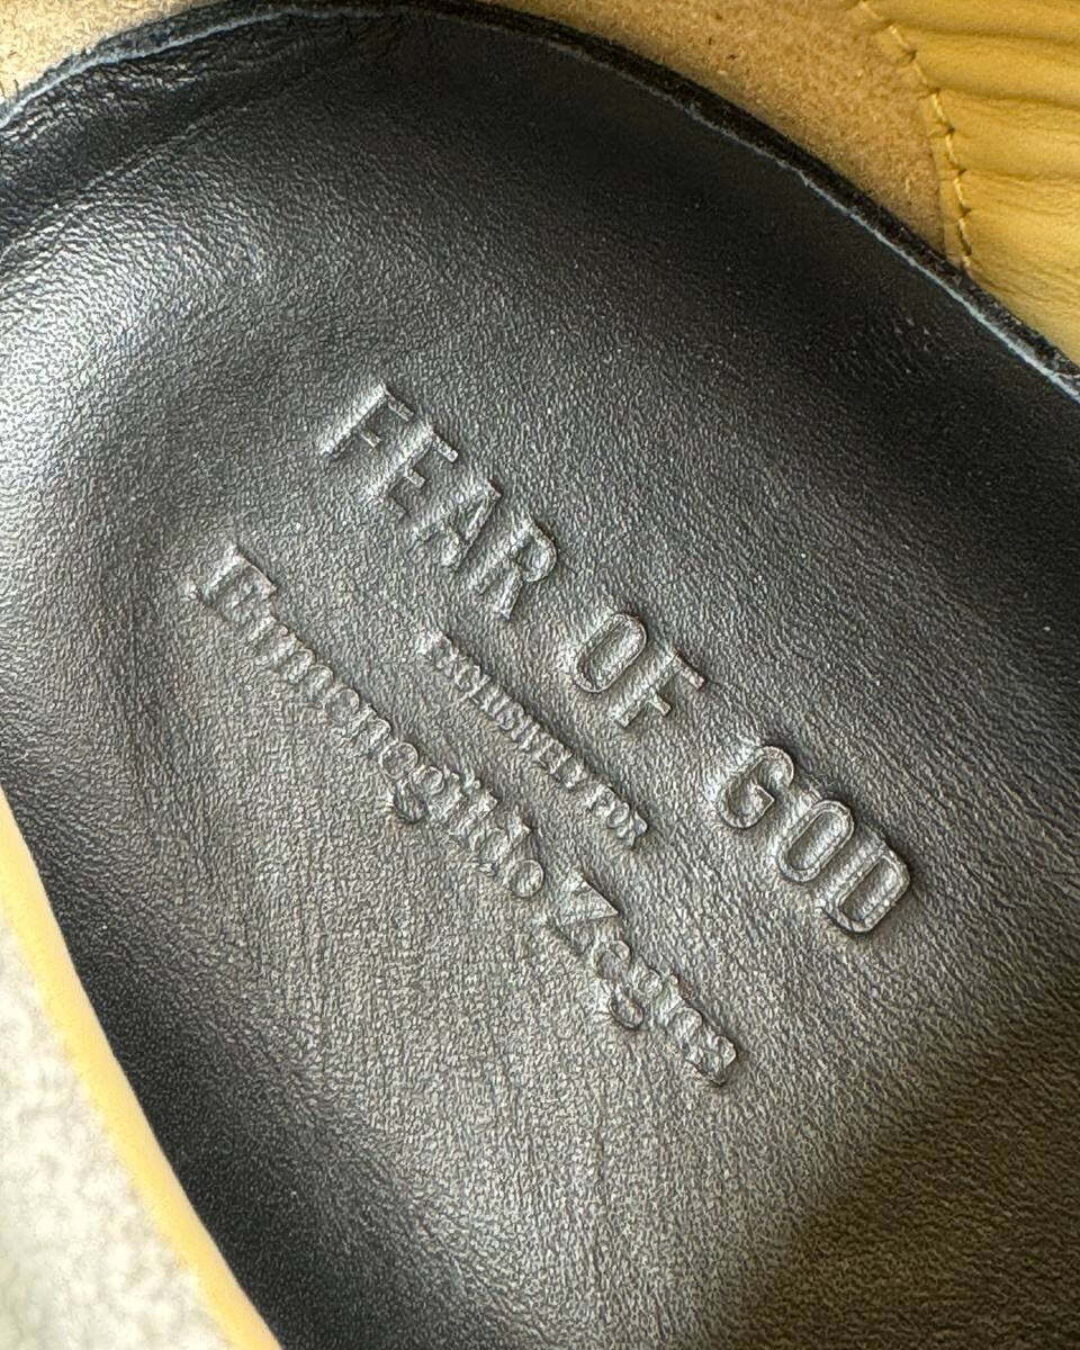 FEAR OF GOD
EXCLUSIVELY FOR
Ermenegildo Zegna